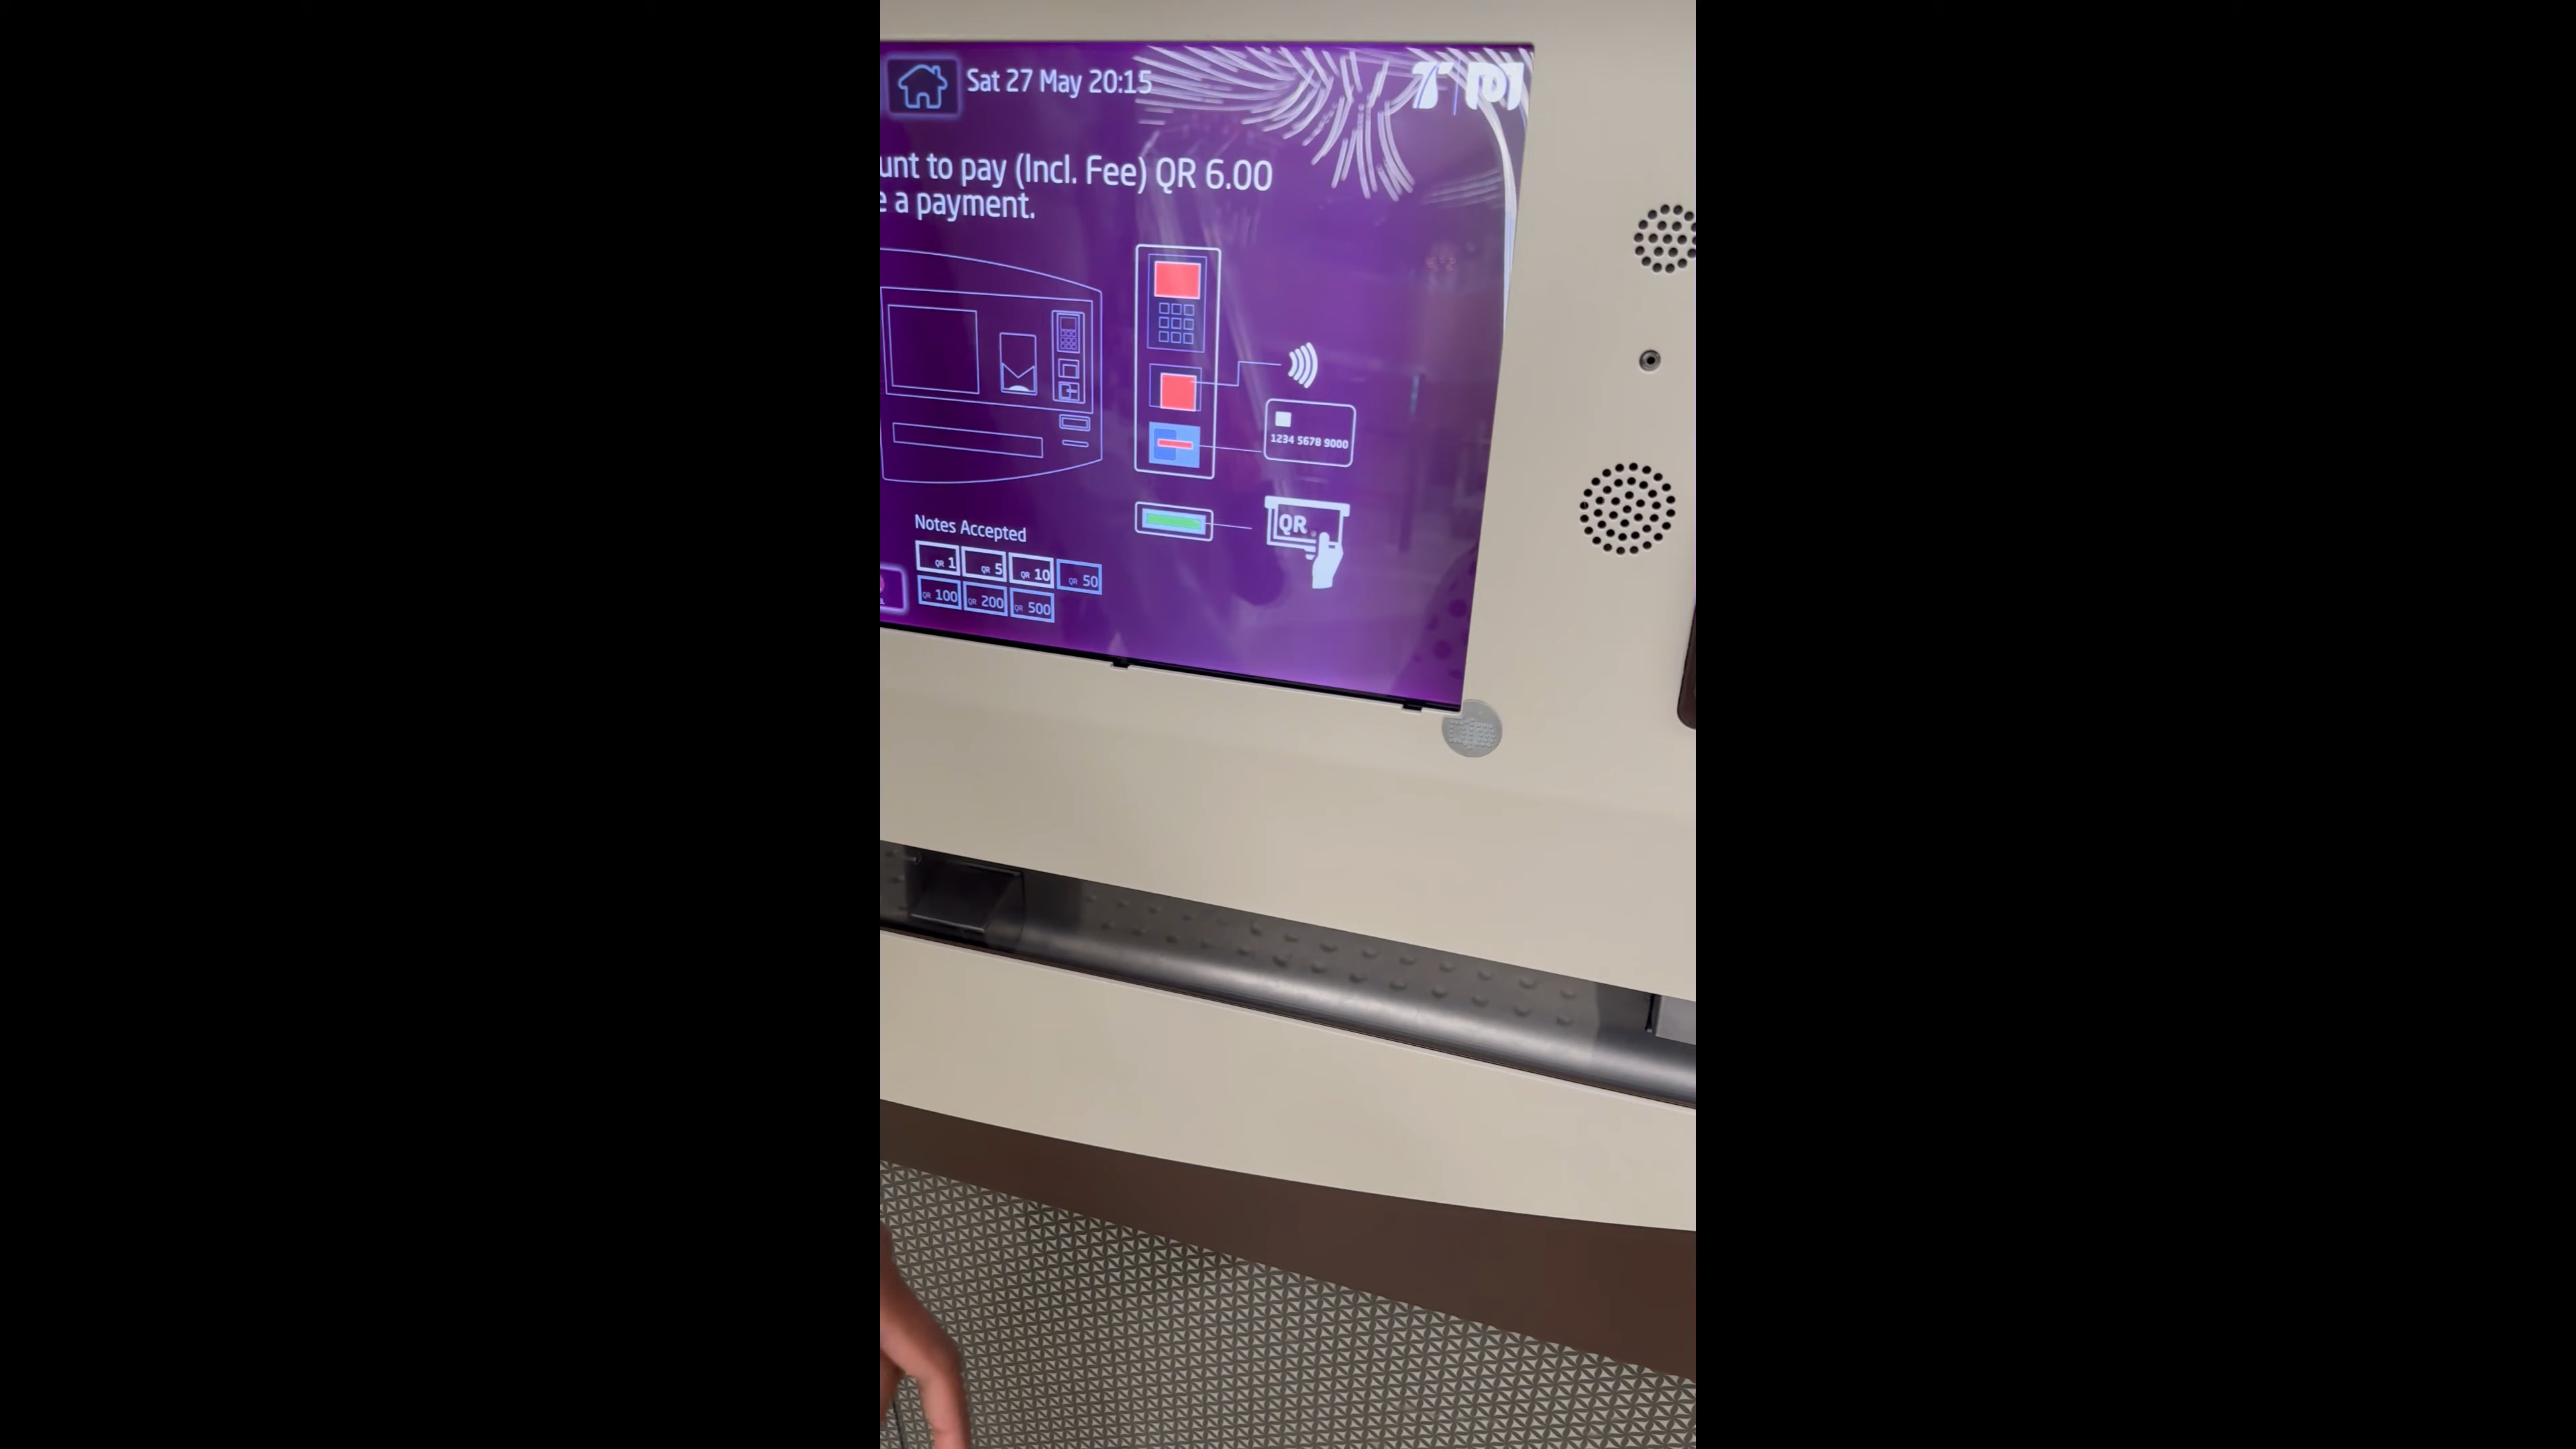 Sat 27 May 20:15
unt to pay (Incl. Fee) QR 6.00
e a payment.
1234 5678 9000
QR
Notes Accepted
QR 1 QR 5 QR 10 QR 50
QR 100 QR 200 QR 500